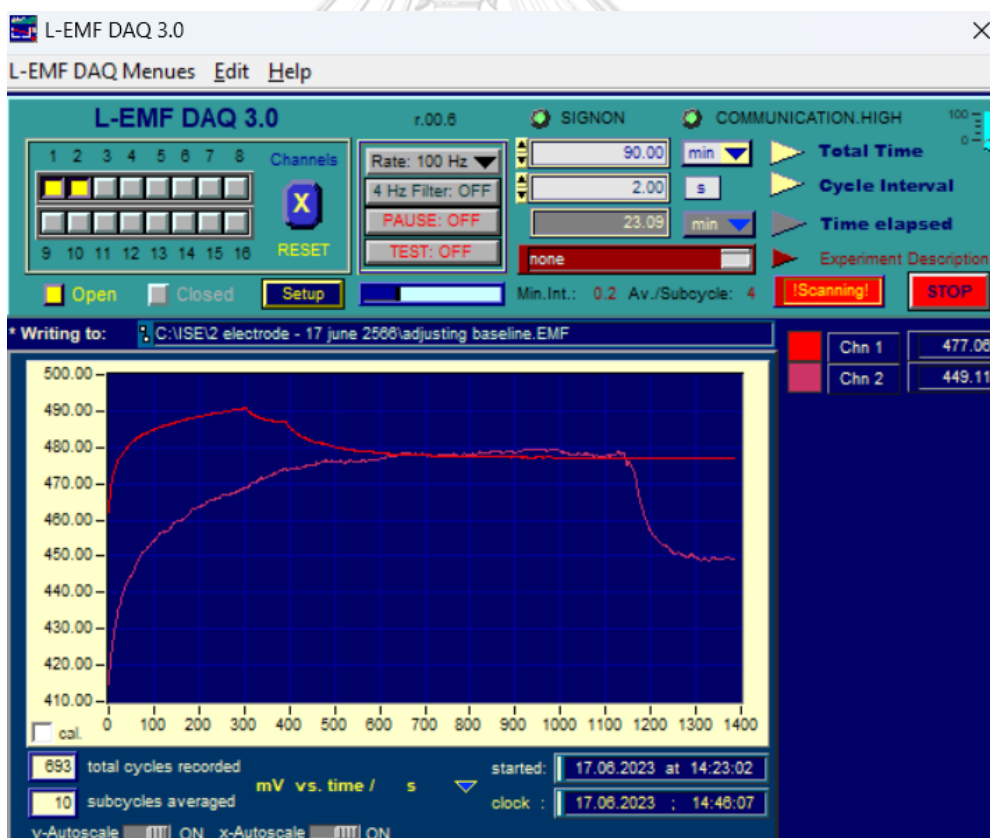 L-EMF DAQ 3.0
L-EMF DAQ Menues Edit Help
L-EMF DAQ 3.0
r.00.6
SIGNON
COMMUNICATION.HIGH
100
0
1 2 3 4 5 6 7 8
Channels
X
RESET
9 10 11 12 13 14 15 16
Open
Closed
Setup
Rate: 100 Hz
4 Hz Filter: OFF
PAUSE: OFF
TEST: OFF
90.00 min Total Time
2.00 s Cycle Interval
23.09 min Time elapsed
none Experiment Description
Min.Int.: 0.2 Av./Subcycle: 4
!Scanning!
STOP
* Writing to: C:\ISE\2 electrode - 17 june 2566\adjusting baseline.EMF
Chn 1 477.06
Chn 2 449.11
500.00
490.00
480.00
470.00
460.00
450.00
440.00
430.00
420.00
410.00
cal.
0 100 200 300 400 500 600 700 800 900 1000 1100 1200 1300 1400
693 total cycles recorded
10 subcycles averaged
mV vs. time / s
started: 17.06.2023 at 14:23:02
clock : 17.06.2023 ; 14:46:07
y-Autoscale ON x-Autoscale ON